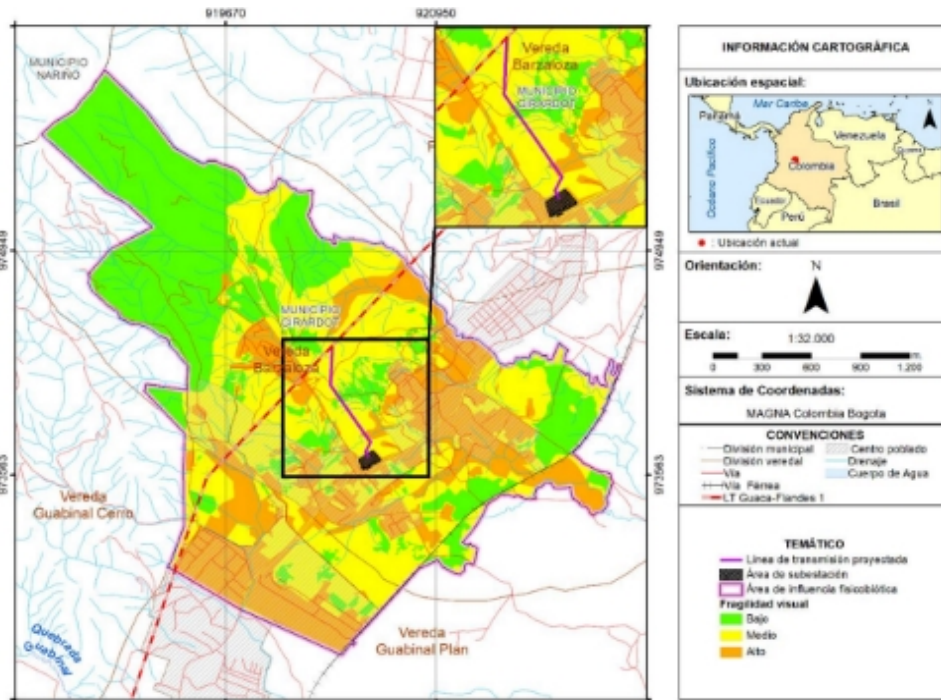 919670
920950
MUNICIPIO
NARIÑO
Vereda
Barzaloza
MUNICIPIO
GIRARDOT
974949
974949
MUNICIPIO
GIRARDOT
Vereda
Barzaloza
973563
973563
Vereda
Guabinal Cerro
Vereda
Guabinal Plan
Quebrada
Guabinal
INFORMACIÓN CARTOGRÁFICA
Ubicación espacial:
Mar Caribe
N
Panamá
Venezuela
Océano Pacífico
Colombia
Ecuador
Perú
Brasil
: Ubicación actual
Orientación:
N
Escala:
1:32.000
m
0 300 600 900 1.200
Sistema de Coordenadas:
MAGNA Colombia Bogota
CONVENCIONES
División municipal
Centro poblado
División veredal
Drenaje
Vía
Cuerpo de Agua
Vía Férrea
LT Guaca-Flandes 1
TEMÁTICO
Línea de transmisión proyectada
Área de subestación
Área de influencia fisicobiótica
Fragilidad visual
Bajo
Medio
Alto